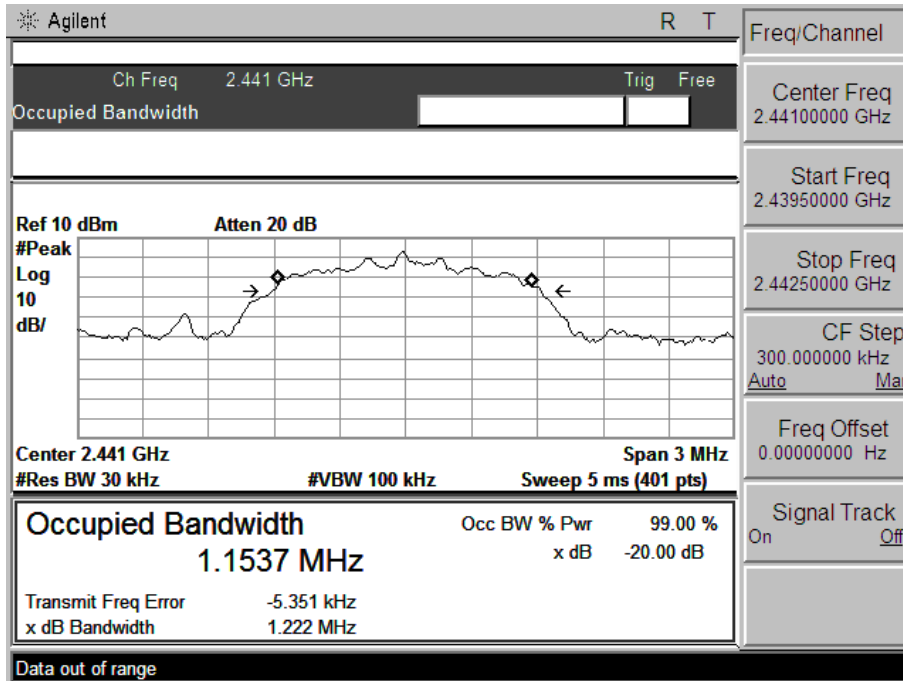 Agilent R T
Freq/Channel
Ch Freq 2.441 GHz Trig Free
Occupied Bandwidth
Center Freq
2.44100000 GHz
Start Freq
2.43950000 GHz
Stop Freq
2.44250000 GHz
CF Step
300.000000 kHz
Auto Mar
Freq Offset
0.00000000 Hz
Signal Track
On Off
Ref 10 dBm Atten 20 dB
#Peak
Log
10
dB/
Center 2.441 GHz Span 3 MHz
#Res BW 30 kHz #VBW 100 kHz Sweep 5 ms (401 pts)
Occupied Bandwidth Occ BW % Pwr 99.00 %
1.1537 MHz x dB -20.00 dB
Transmit Freq Error -5.351 kHz
x dB Bandwidth 1.222 MHz
Data out of range